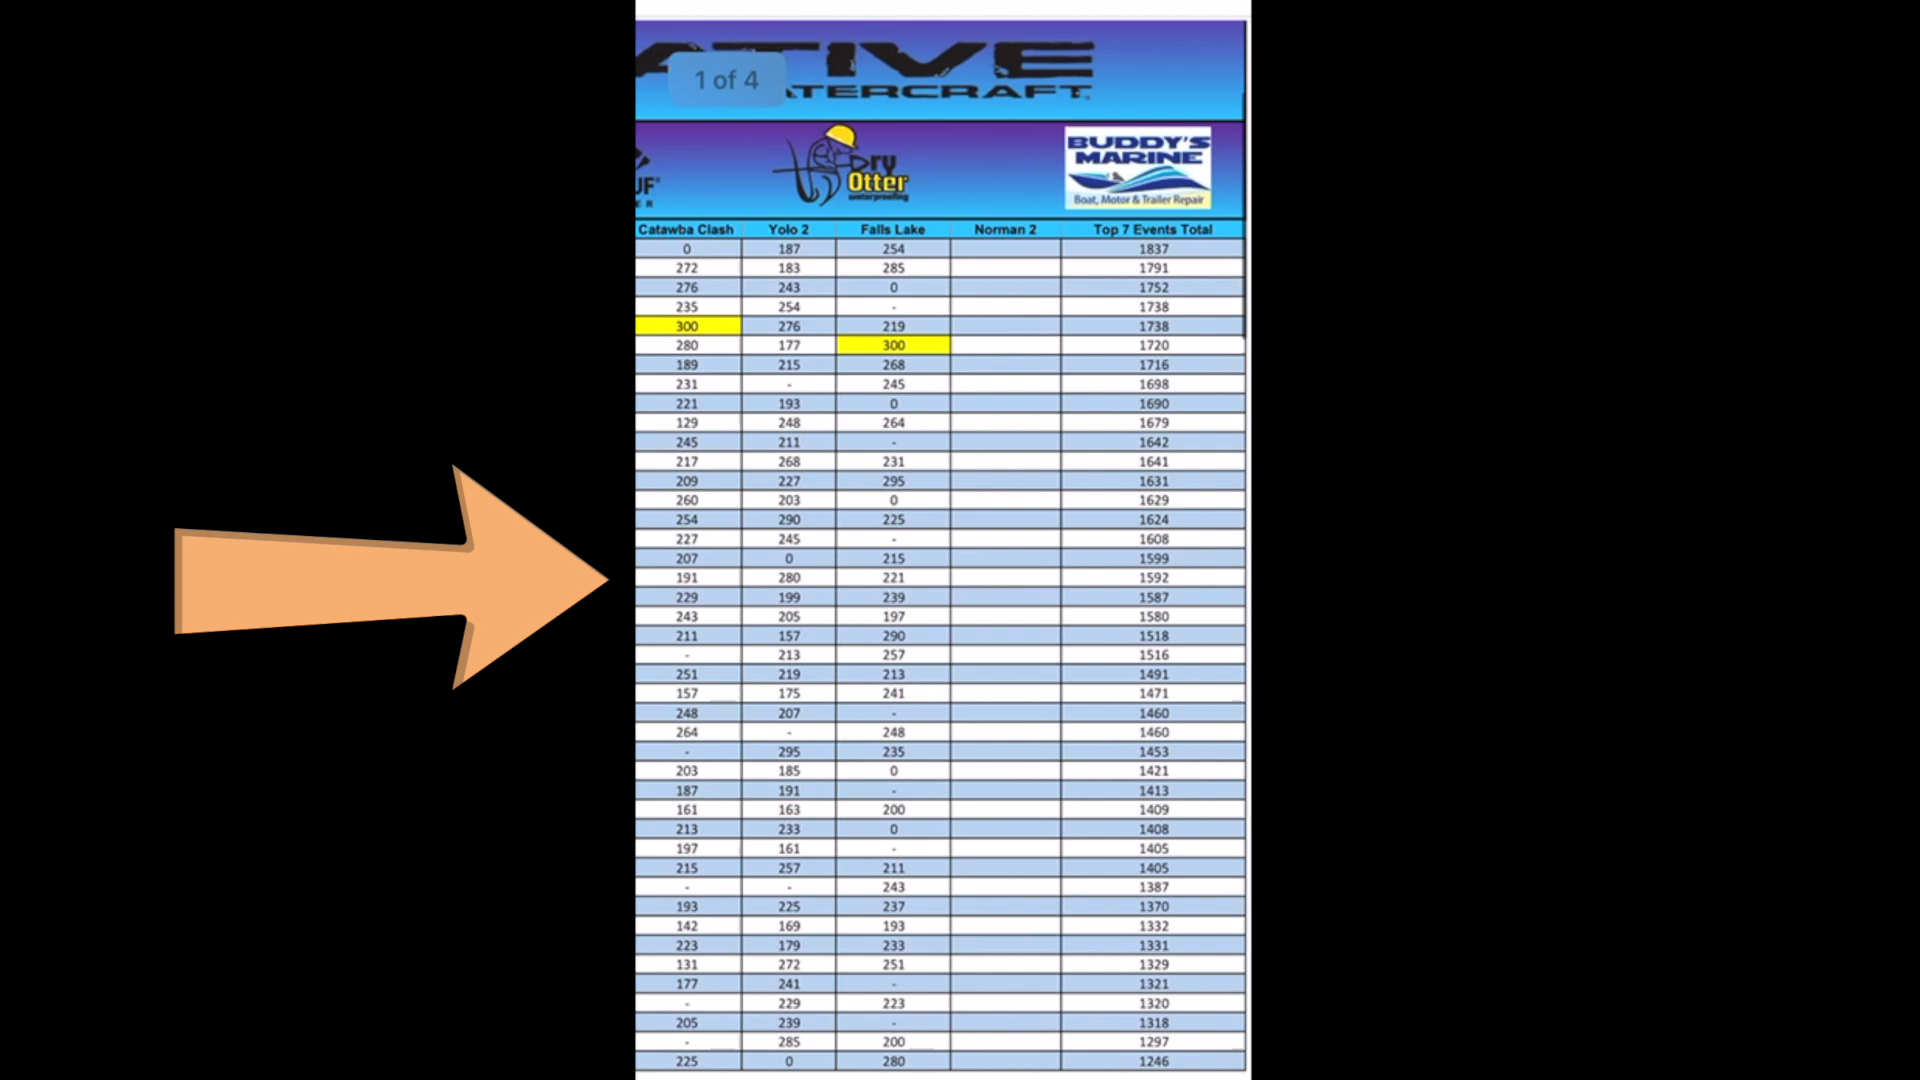 ATIVE
1 of 4
ATERCRAFT
BUDDY'S
MARINE
Dry
Otter
waterproofing
Boat, Motor & Trailer Repair
UF
E R
Catawba Clash Yolo 2 Falls Lake Norman 2 Top 7 Events Total
0 187 254 1837
272 183 285 1791
276 243 0 1752
235 254 - 1738
300 276 219 1738
280 177 300 1720
189 215 268 1716
231 - 245 1698
221 193 0 1690
129 248 264 1679
245 211 - 1642
217 268 231 1641
209 227 295 1631
260 203 0 1629
254 290 225 1624
227 245 - 1608
207 0 215 1599
191 280 221 1592
229 199 239 1587
243 205 197 1580
211 157 290 1518
- 213 257 1516
251 219 213 1491
157 175 241 1471
248 207 - 1460
264 - 248 1460
- 295 235 1453
203 185 0 1421
187 191 - 1413
161 163 200 1409
213 233 0 1408
197 161 - 1405
215 257 211 1405
- - 243 1387
193 225 237 1370
142 169 193 1332
223 179 233 1331
131 272 251 1329
177 241 - 1321
- 229 223 1320
205 239 - 1318
- 285 200 1297
225 0 280 1246